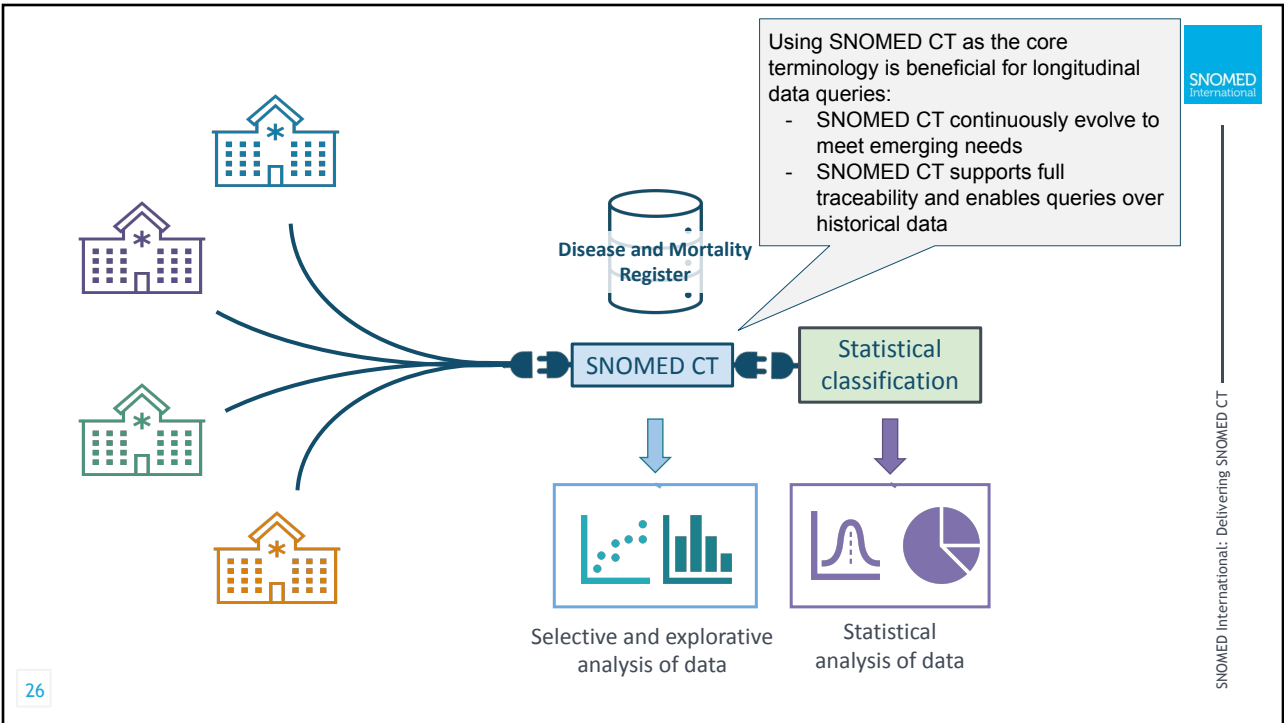 Using SNOMED CT as the core
terminology is beneficial for longitudinal
data queries:
- SNOMED CT continuously evolve to
meet emerging needs
- SNOMED CT supports full
traceability and enables queries over
historical data
SNOMED
International
Disease and Mortality
Register
SNOMED CT
Statistical
classification
Selective and explorative
analysis of data
Statistical
analysis of data
SNOMED International: Delivering SNOMED CT
26